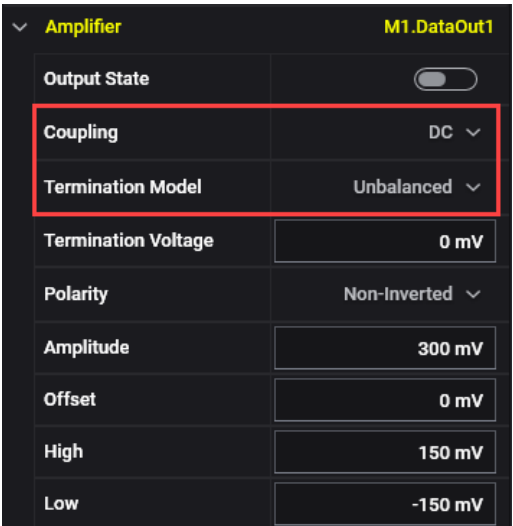 Amplifier M1.DataOut1
Output State
Coupling DC
Termination Model Unbalanced
Termination Voltage 0 mV
Polarity Non-Inverted
Amplitude 300 mV
Offset 0 mV
High 150 mV
Low -150 mV